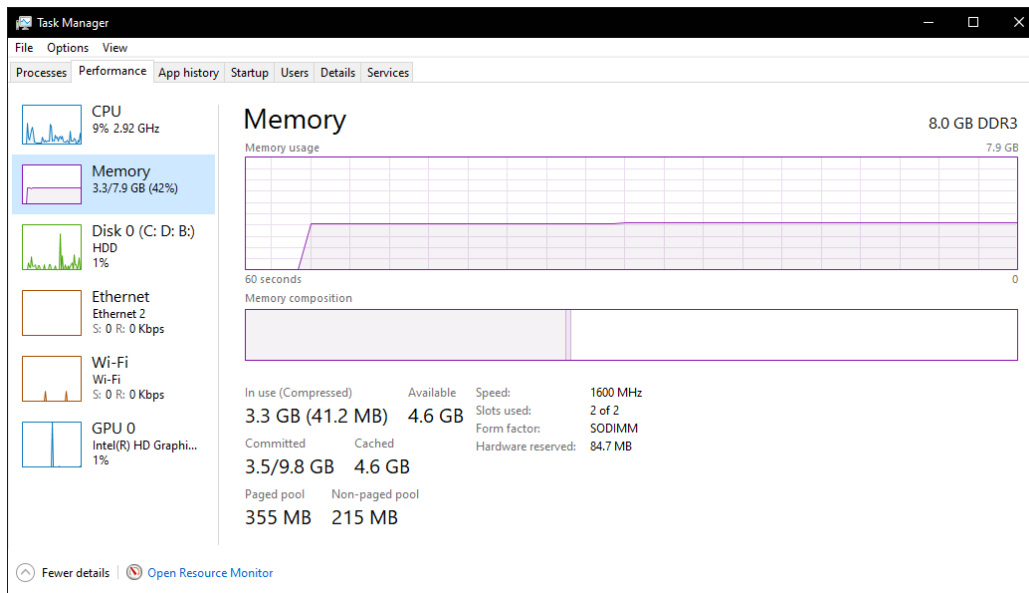 Task Manager
File Options View
Processes Performance App history Startup Users Details Services
CPU
9% 2.92 GHz
Memory
3.3/7.9 GB (42%)
Disk 0 (C: D: B:)
HDD
1%
Ethernet
Ethernet 2
S: 0 R: 0 Kbps
Wi-Fi
Wi-Fi
S: 0 R: 0 Kbps
GPU 0
Intel(R) HD Graphi...
1%
Memory 8.0 GB DDR3
Memory usage 7.9 GB
60 seconds 0
Memory composition
In use (Compressed) Available
3.3 GB (41.2 MB) 4.6 GB
Committed Cached
3.5/9.8 GB 4.6 GB
Paged pool Non-paged pool
355 MB 215 MB
Speed: 1600 MHz
Slots used: 2 of 2
Form factor: SODIMM
Hardware reserved: 84.7 MB
Fewer details Open Resource Monitor